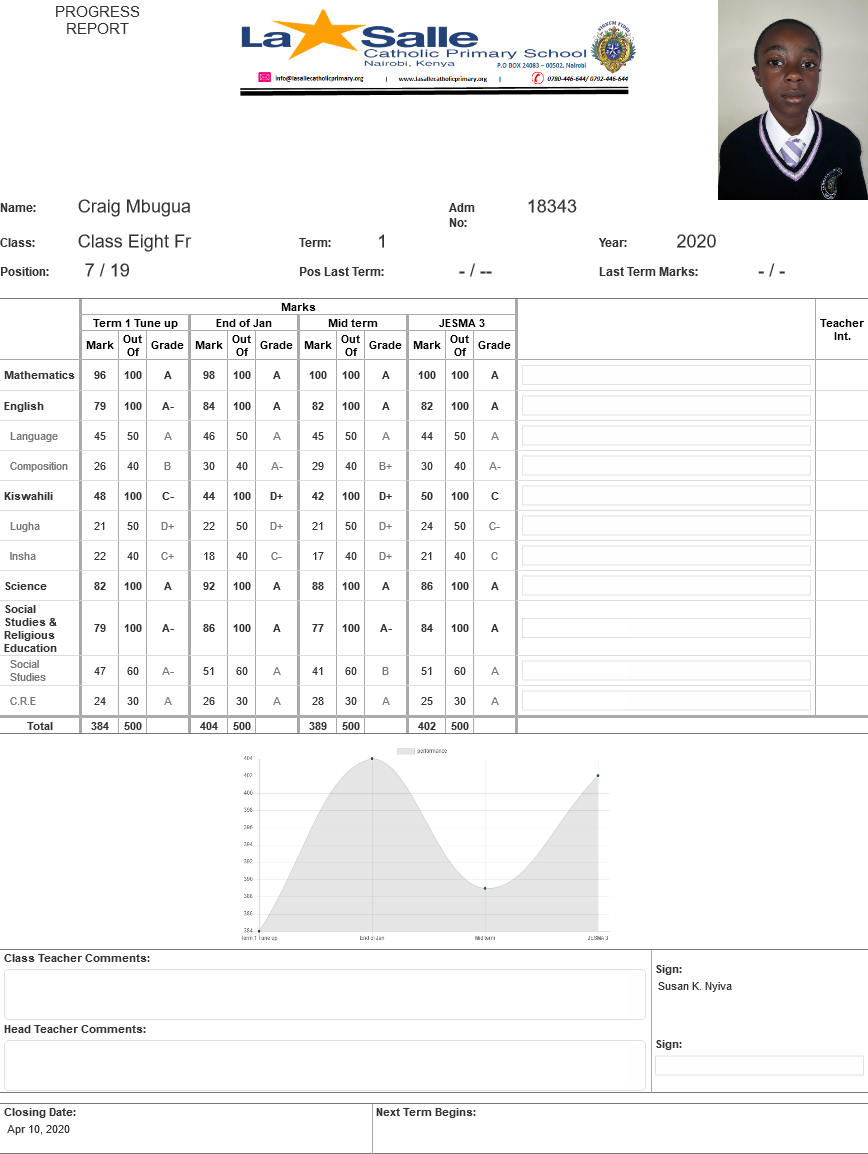 PROGRESS
REPORT
La Salle
Catholic Primary School
Nairobi, Kenya
P.O BOX 24083 – 00502, Nairobi
info@lasallecatholicprimary.org | www.lasallecatholicprimary.org | 0780-446-644/ 0792-446-644
Name: Craig Mbugua Adm No: 18343
Class: Class Eight Fr Term: 1 Year: 2020
Position: 7 / 19 Pos Last Term: - / -- Last Term Marks: - / -
Marks
Term 1 Tune up End of Jan Mid term JESMA 3 Teacher Int.
Mark Out Of Grade Mark Out Of Grade Mark Out Of Grade Mark Out Of Grade
Mathematics 96 100 A 98 100 A 100 100 A 100 100 A
English 79 100 A- 84 100 A 82 100 A 82 100 A
Language 45 50 A 46 50 A 45 50 A 44 50 A
Composition 26 40 B 30 40 A- 29 40 B+ 30 40 A-
Kiswahili 48 100 C- 44 100 D+ 42 100 D+ 50 100 C
Lugha 21 50 D+ 22 50 D+ 21 50 D+ 24 50 C-
Insha 22 40 C+ 18 40 C- 17 40 D+ 21 40 C
Science 82 100 A 92 100 A 88 100 A 86 100 A
Social Studies & Religious Education 79 100 A- 86 100 A 77 100 A- 84 100 A
Social Studies 47 60 A- 51 60 A 41 60 B 51 60 A
C.R.E 24 30 A 26 30 A 28 30 A 25 30 A
Total 384 500 404 500 389 500 402 500
performance
404
402
400
398
396
394
392
390
388
386
384
Term 1 Tune up End of Jan Mid term JESMA 3
Class Teacher Comments:
Sign:
Susan K. Nyiva
Head Teacher Comments:
Sign:
Closing Date: Next Term Begins:
Apr 10, 2020